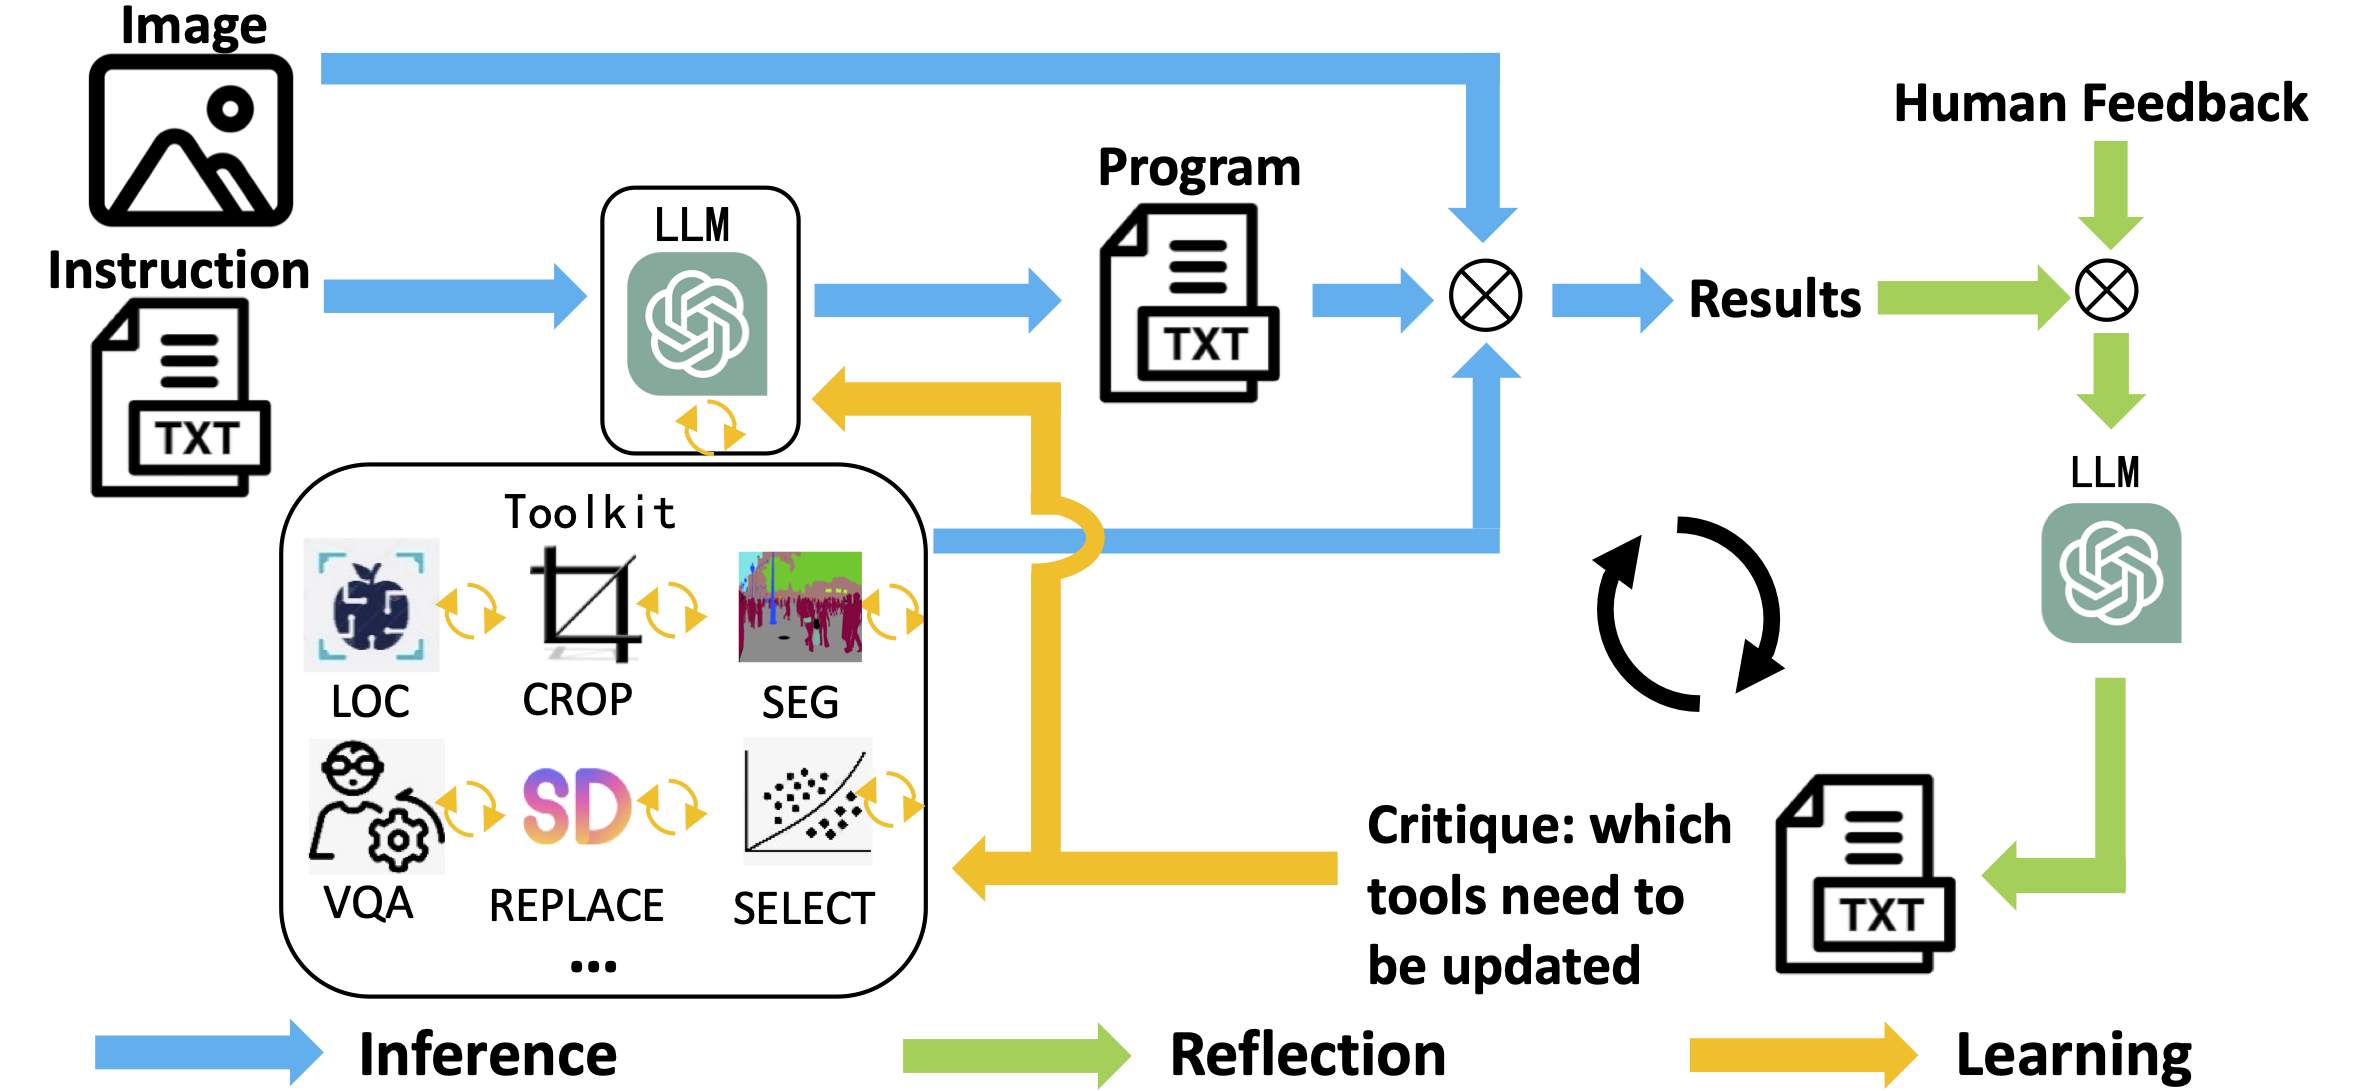 Image
Human Feedback
Program
LLM
Instruction
Results
TXT
TXT
LLM
Toolkit
LOC
CROP
SEG
SD
VQA
REPLACE
SELECT
...
Critique: which
tools need to
be updated
TXT
Inference
Reflection
Learning